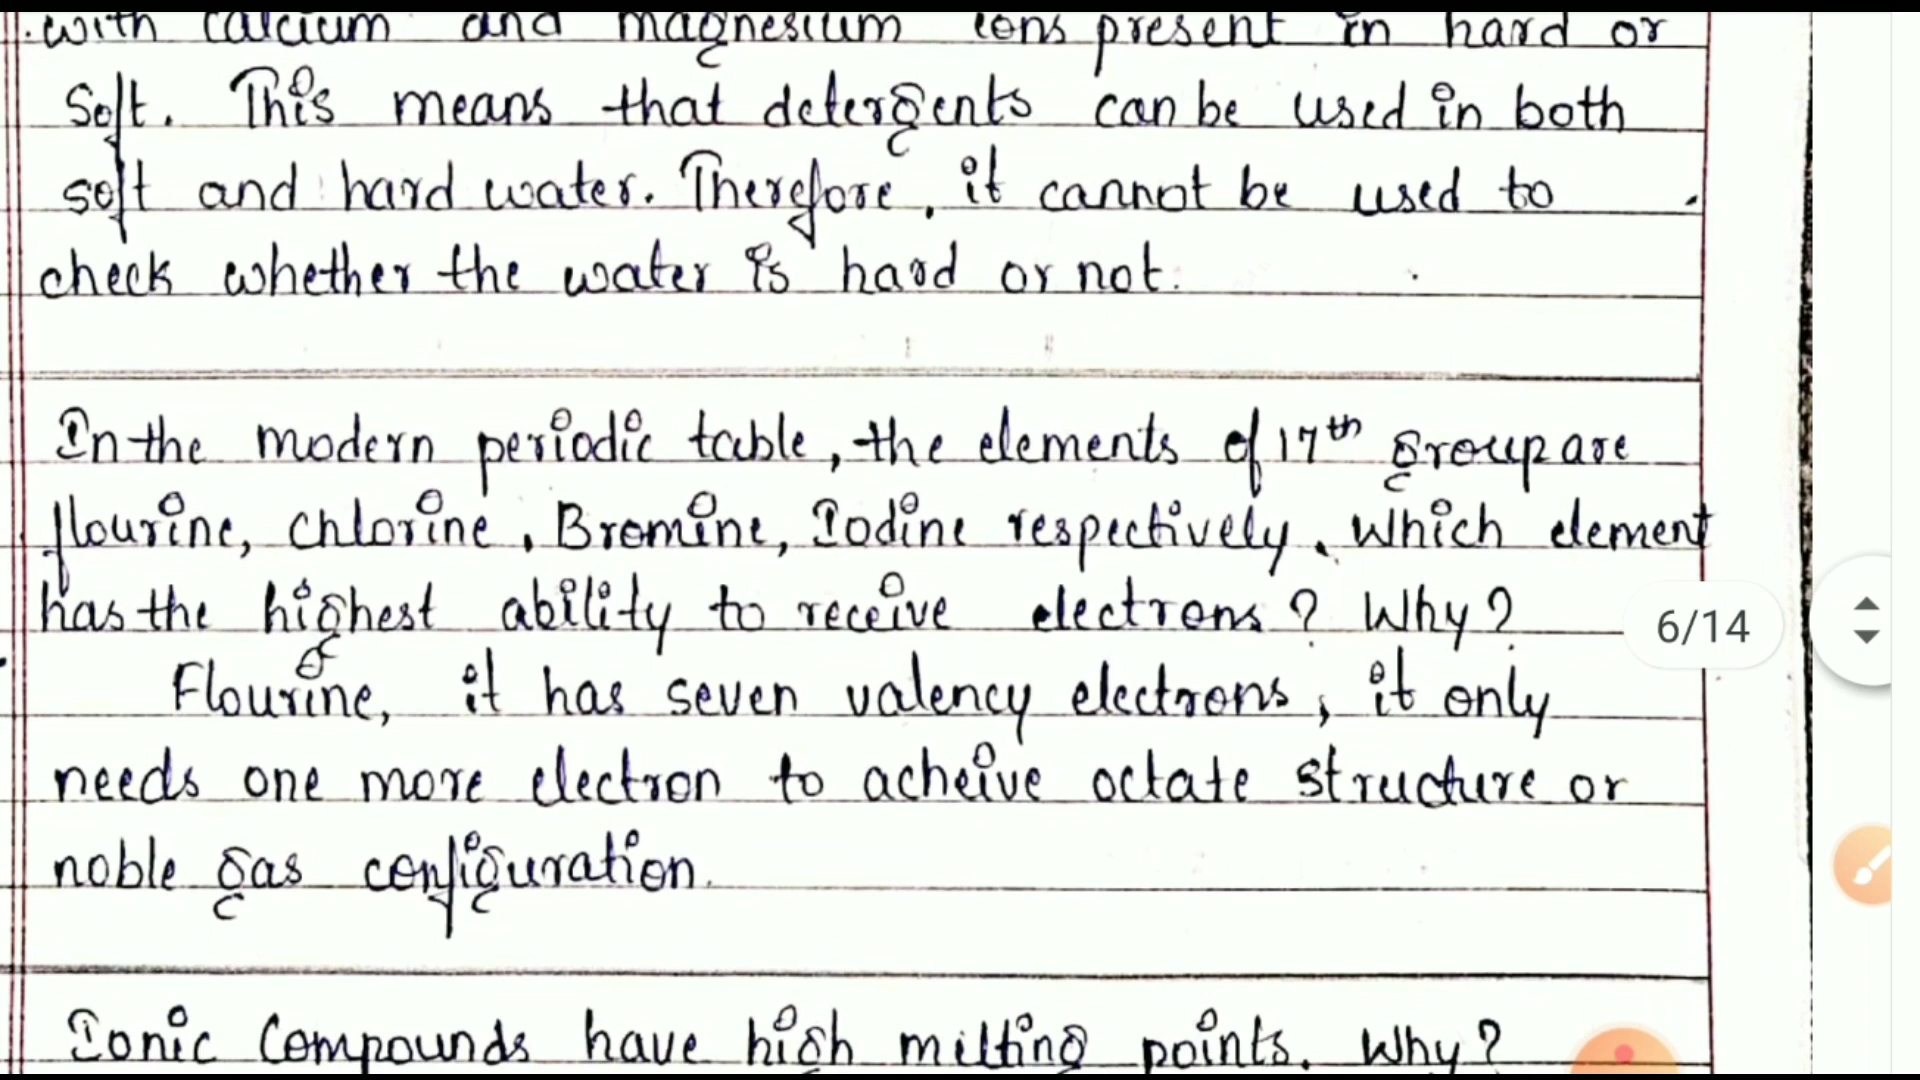 with calcium and magnesium ions present in hard or
Soft. This means that detergents can be used in both
soft and hard water. Therefore, it cannot be used to
check whether the water is hard or not.
In the modern periodic table, the elements of 17th group are
flourine, Chlorine, Bromine, Iodine respectively. Which element
has the highest ability to receive electrons? Why?
6/14
Flourine, it has seven valency electrons, it only
needs one more electron to acheive octate structure or
noble gas configuration.
Ionic Compounds have high milting points. Why?